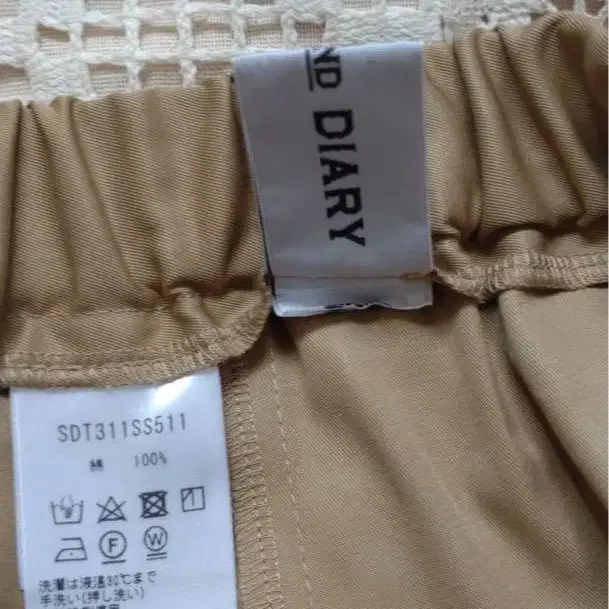 ND DIARY
SDT311SS511
綿 100%
F W
洗濯は液温30℃まで
手洗い(押し洗い)